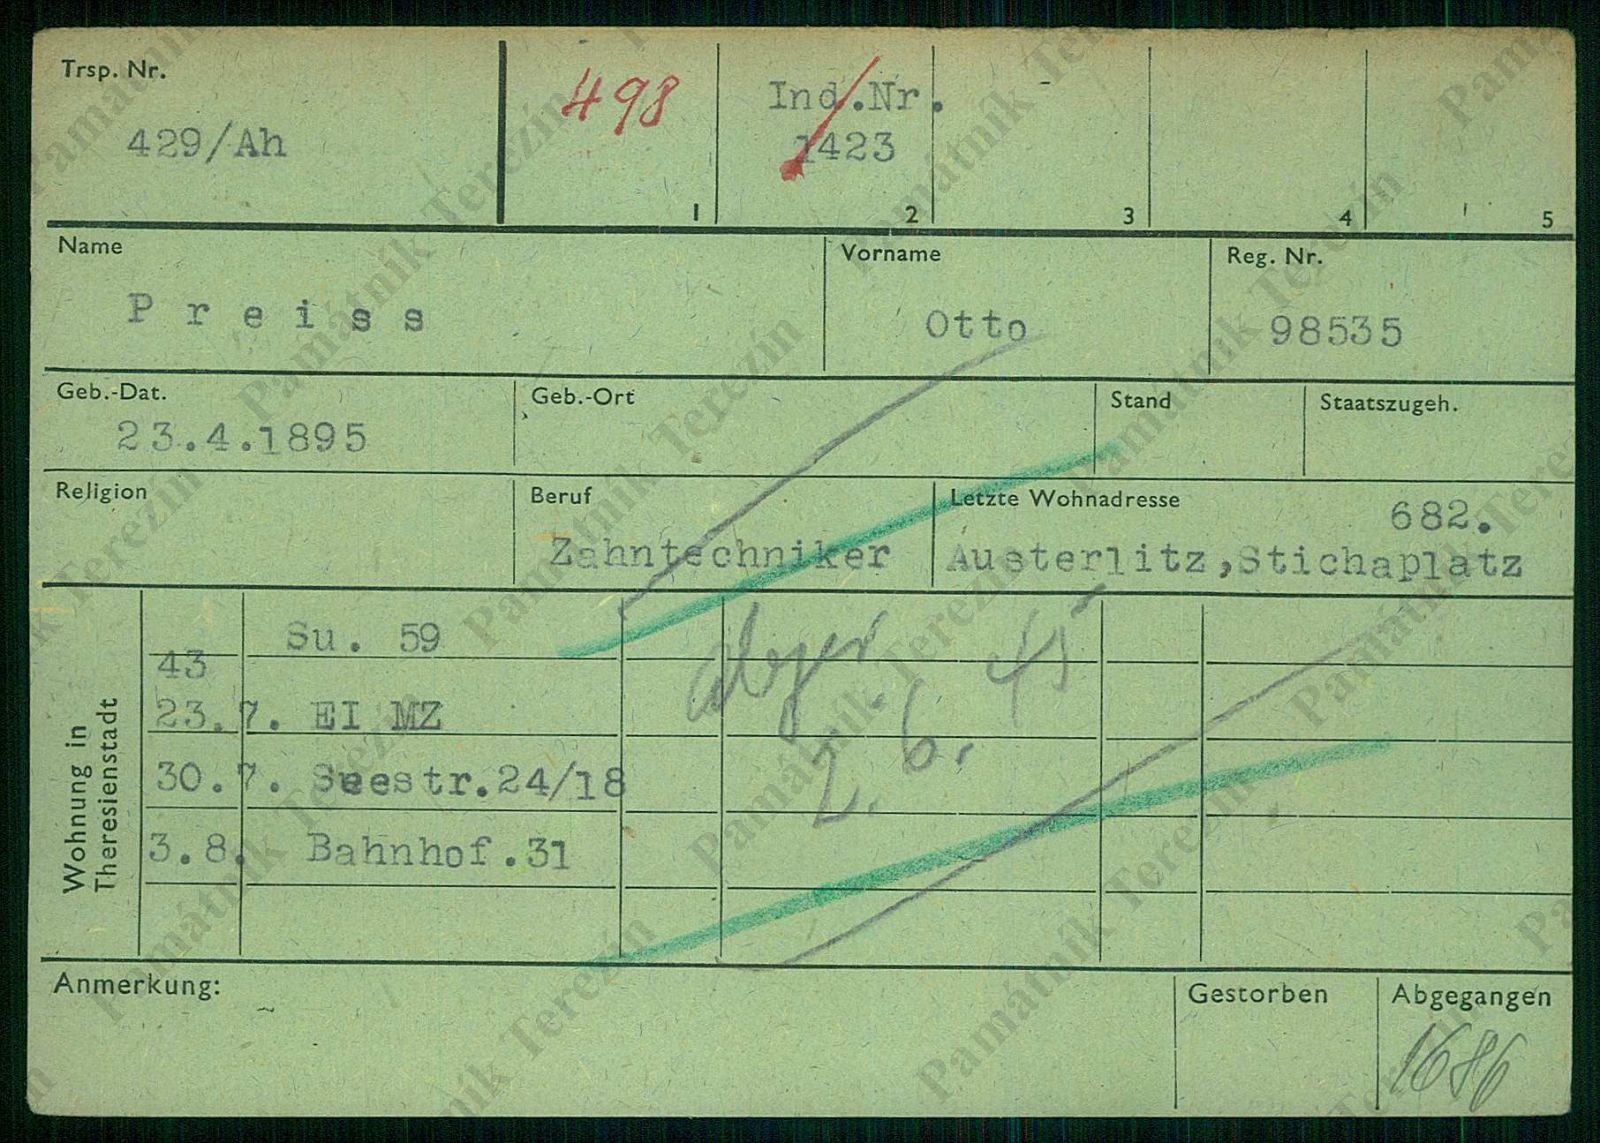 Trsp. Nr.
429/Ah
498
Ind.Nr.
1423
1
2
3
4
5
Name
Preiss
Vorname
Otto
Reg. Nr.
98535
Geb.-Dat.
23.4.1895
Geb.-Ort
Stand
Staatszugeh.
Religion
Beruf
Zahntechniker
Letzte Wohnadresse
682.
Austerlitz,Stichaplatz
Wohnung in
Theresienstadt
43 Su. 59
23.7. EI MZ
30.7. Seestr.24/18
3.8. Bahnhof.31
abger
2. 6. 45
Anmerkung:
Gestorben
Abgegangen
1686
Památník Terezín